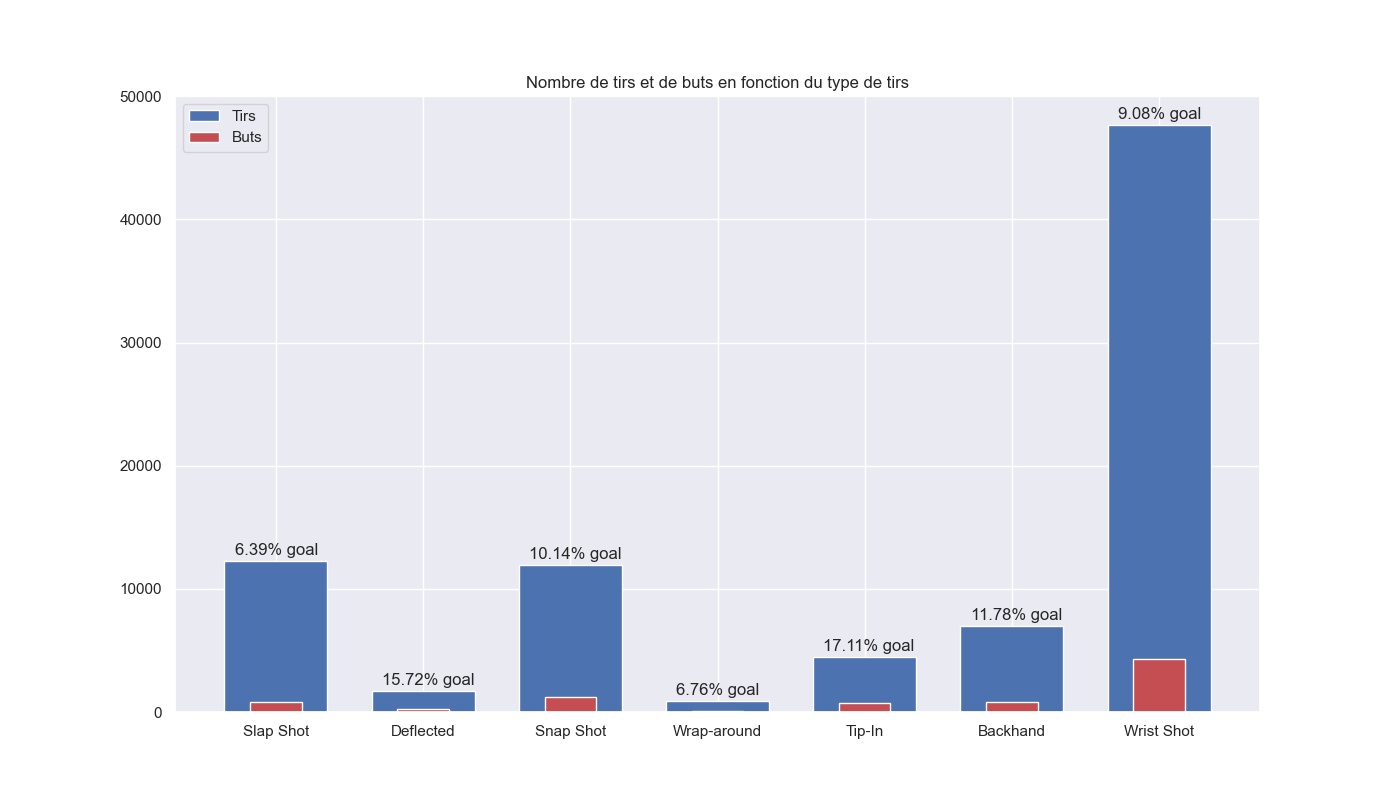 Nombre de tirs et de buts en fonction du type de tirs
50000
40000
30000
20000
10000
0
Tirs
Buts
6.39% goal
15.72% goal
10.14% goal
6.76% goal
17.11% goal
11.78% goal
9.08% goal
Slap Shot
Deflected
Snap Shot
Wrap-around
Tip-In
Backhand
Wrist Shot